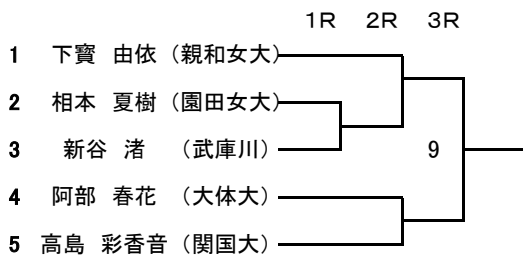 1R 2R 3R
1 下寳 由依 (親和女大)
2 相本 夏樹 (園田女大)
3 新谷 渚 (武庫川) 9
4 阿部 春花 (大体大)
5 高島 彩香音 (関国大)